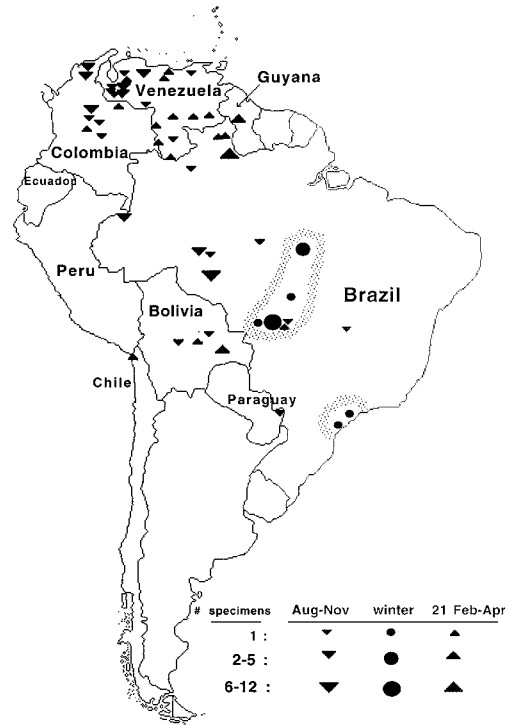 Guyana
Venezuela
Colombia
Ecuador
Peru
Brazil
Bolivia
Chile
Paraguay
# specimens Aug-Nov winter 21 Feb-Apr
1 :
2-5 :
6-12 :